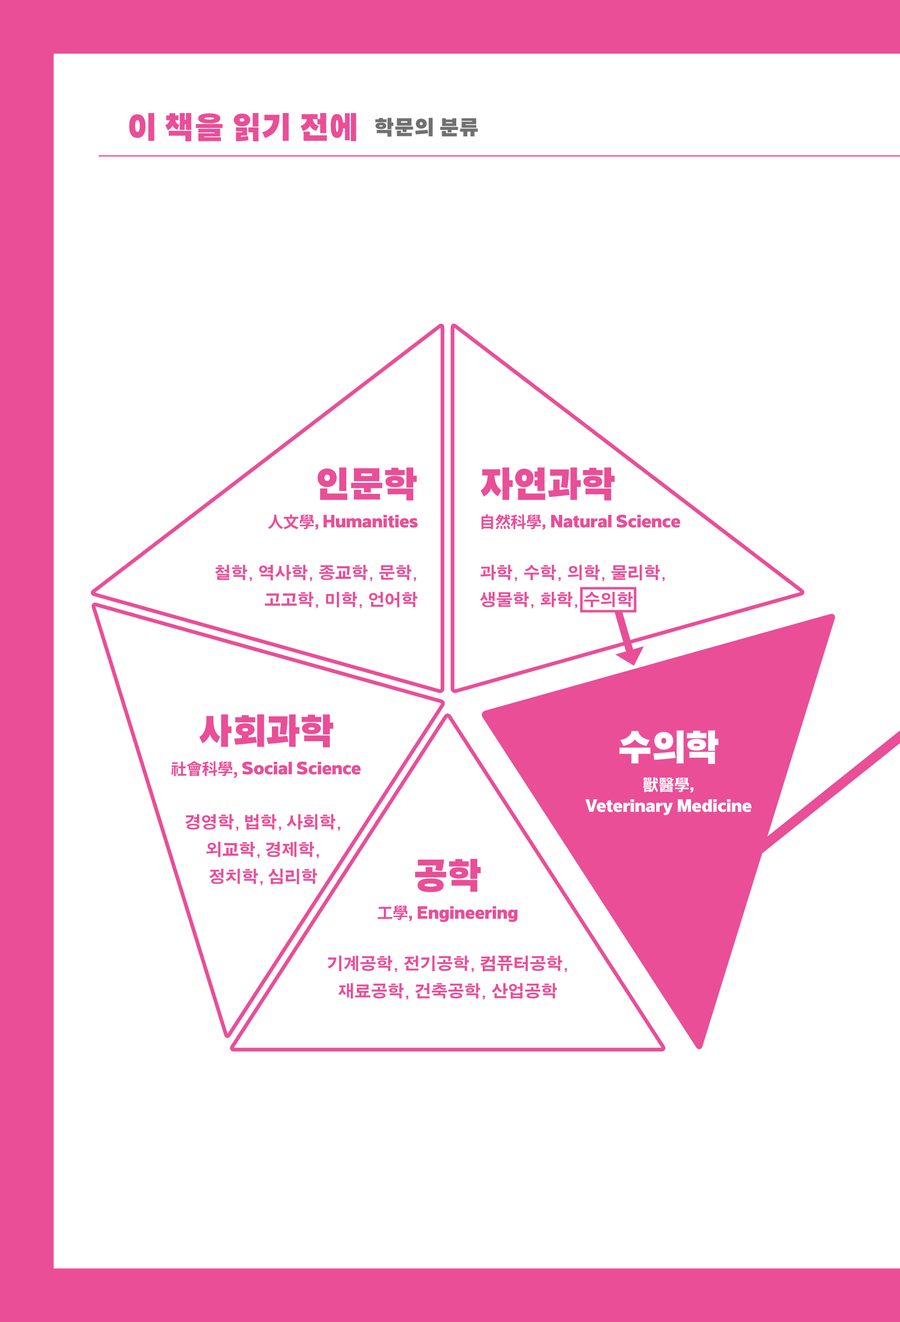 이 책을 읽기 전에 학문의 분류
인문학
人文學, Humanities
철학, 역사학, 종교학, 문학,
고고학, 미학, 언어학
자연과학
自然科學, Natural Science
과학, 수학, 의학, 물리학,
생물학, 화학, 수의학
사회과학
社會科學, Social Science
경영학, 법학, 사회학,
외교학, 경제학,
정치학, 심리학
수의학
獸醫學,
Veterinary Medicine
공학
工學, Engineering
기계공학, 전기공학, 컴퓨터공학,
재료공학, 건축공학, 산업공학